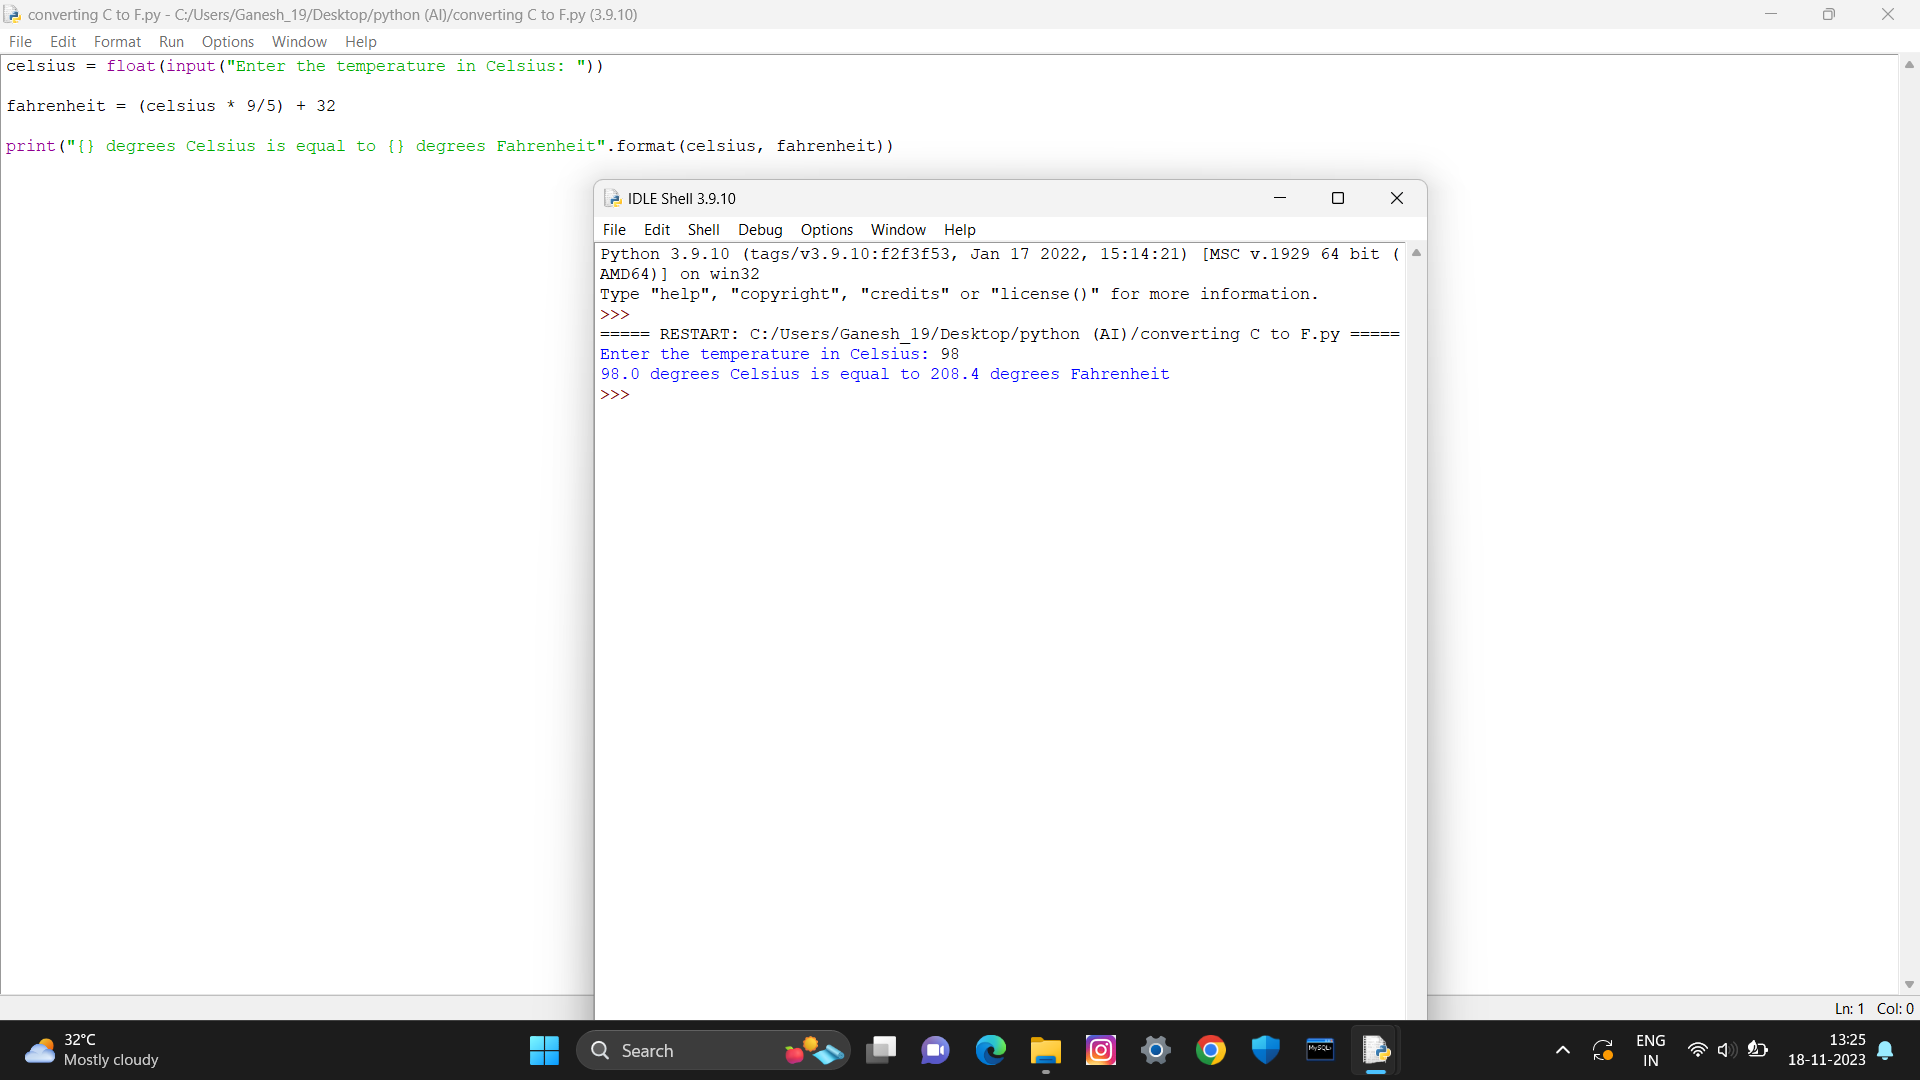 converting C to F.py - C:/Users/Ganesh_19/Desktop/python (AI)/converting C to F.py (3.9.10)
File Edit Format Run Options Window Help
celsius = float(input("Enter the temperature in Celsius: "))
fahrenheit = (celsius * 9/5) + 32
print("{} degrees Celsius is equal to {} degrees Fahrenheit".format(celsius, fahrenheit))
IDLE Shell 3.9.10
File Edit Shell Debug Options Window Help
Python 3.9.10 (tags/v3.9.10:f2f3f53, Jan 17 2022, 15:14:21) [MSC v.1929 64 bit (
AMD64)] on win32
Type "help", "copyright", "credits" or "license()" for more information.
>>>
===== RESTART: C:/Users/Ganesh_19/Desktop/python (AI)/converting C to F.py =====
Enter the temperature in Celsius: 98
98.0 degrees Celsius is equal to 208.4 degrees Fahrenheit
>>>
Ln: 1 Col: 0
32°C
Mostly cloudy
Search
MySQL
ENG
IN
13:25
18-11-2023